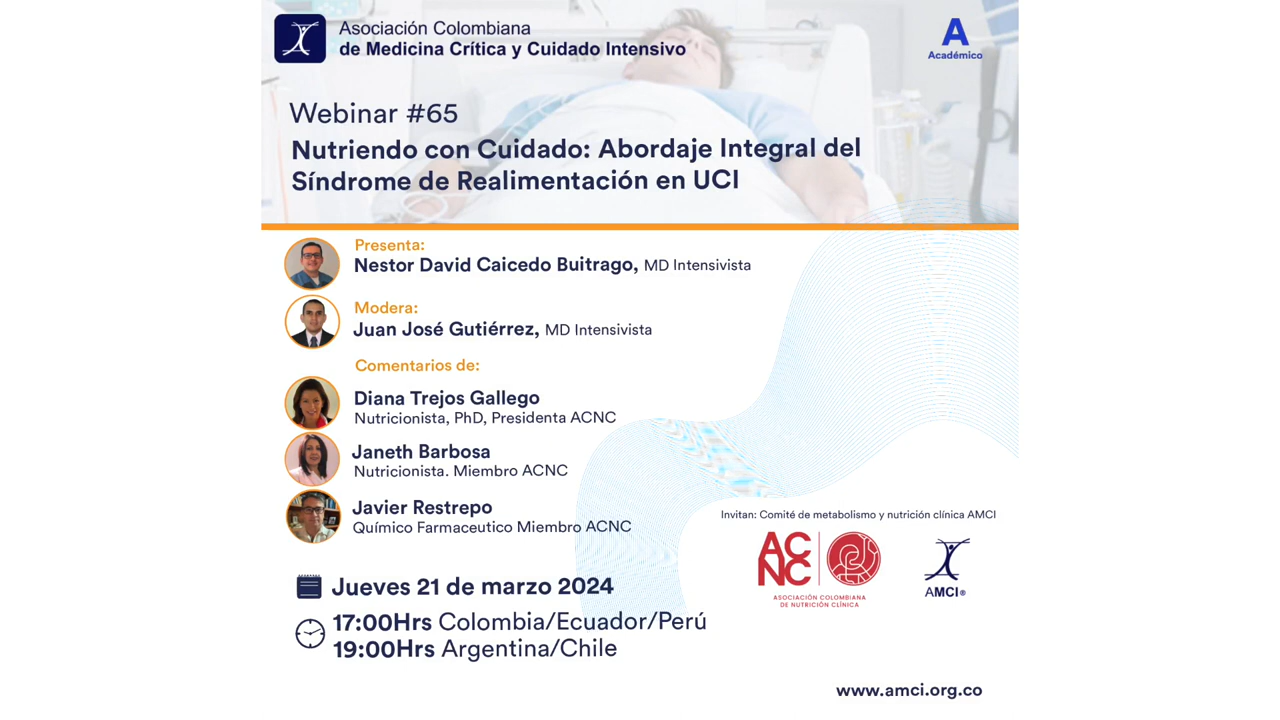 Asociación Colombiana
de Medicina Crítica y Cuidado Intensivo
A
Académico
Webinar #65
Nutriendo con Cuidado: Abordaje Integral del
Síndrome de Realimentación en UCI
Presenta:
Nestor David Caicedo Buitrago, MD Intensivista
Modera:
Juan José Gutiérrez, MD Intensivista
Comentarios de:
Diana Trejos Gallego
Nutricionista, PhD, Presidenta ACNC
Janeth Barbosa
Nutricionista. Miembro ACNC
Javier Restrepo
Químico Farmaceutico Miembro ACNC
Invitan: Comité de metabolismo y nutrición clínica AMCI
AC
NC
ASOCIACIÓN COLOMBIANA
DE NUTRICIÓN CLÍNICA
AMCI®
Jueves 21 de marzo 2024
17:00Hrs Colombia/Ecuador/Perú
19:00Hrs Argentina/Chile
www.amci.org.co